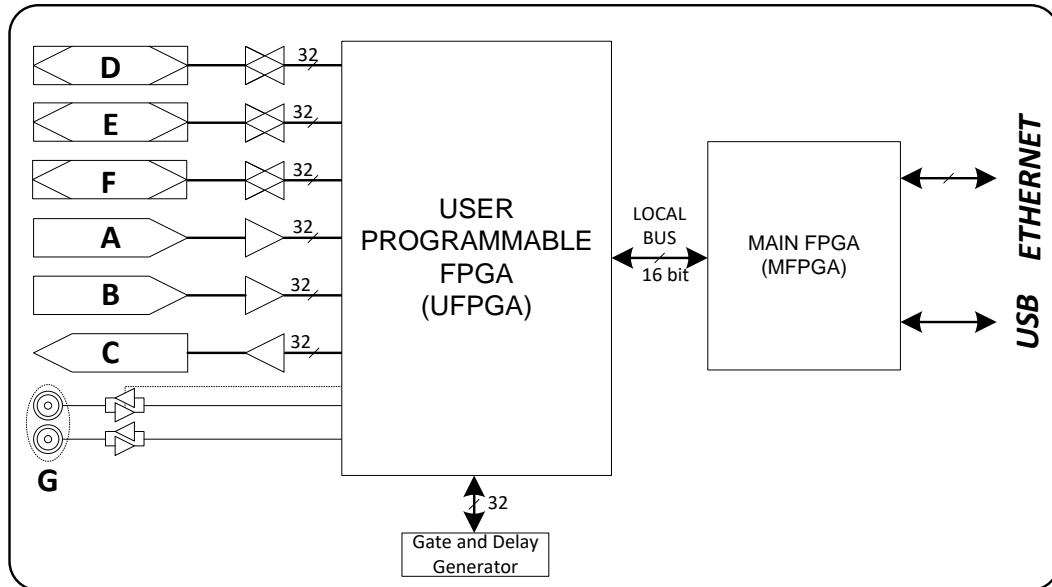 D
32
E
32
F
32
A
32
B
32
C
32
G
USER
PROGRAMMABLE
FPGA
(UFPGA)
LOCAL
BUS
16 bit
MAIN FPGA
(MFPGA)
ETHERNET
USB
32
Gate and Delay
Generator